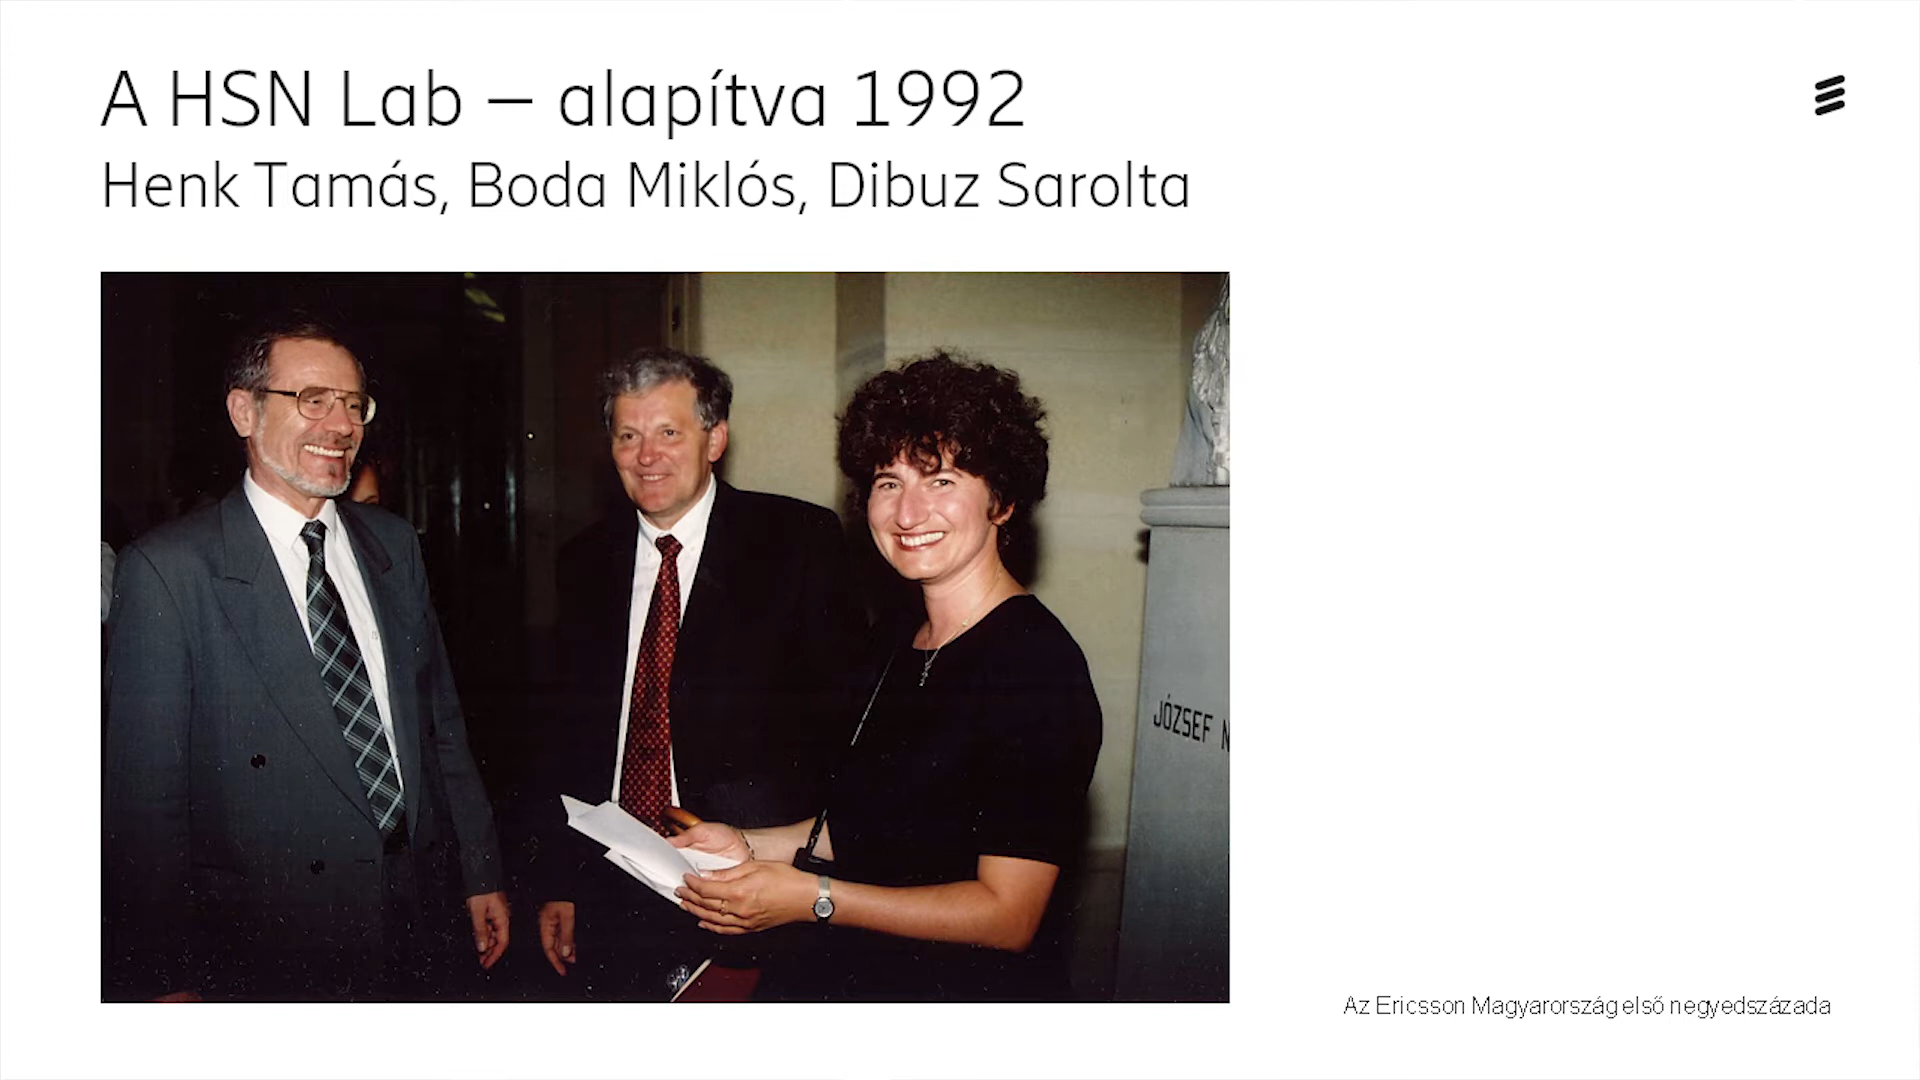 A HSN Lab – alapítva 1992
Henk Tamás, Boda Miklós, Dibuz Sarolta
JÓZSEF
Az Ericsson Magyarország első negyedszázada